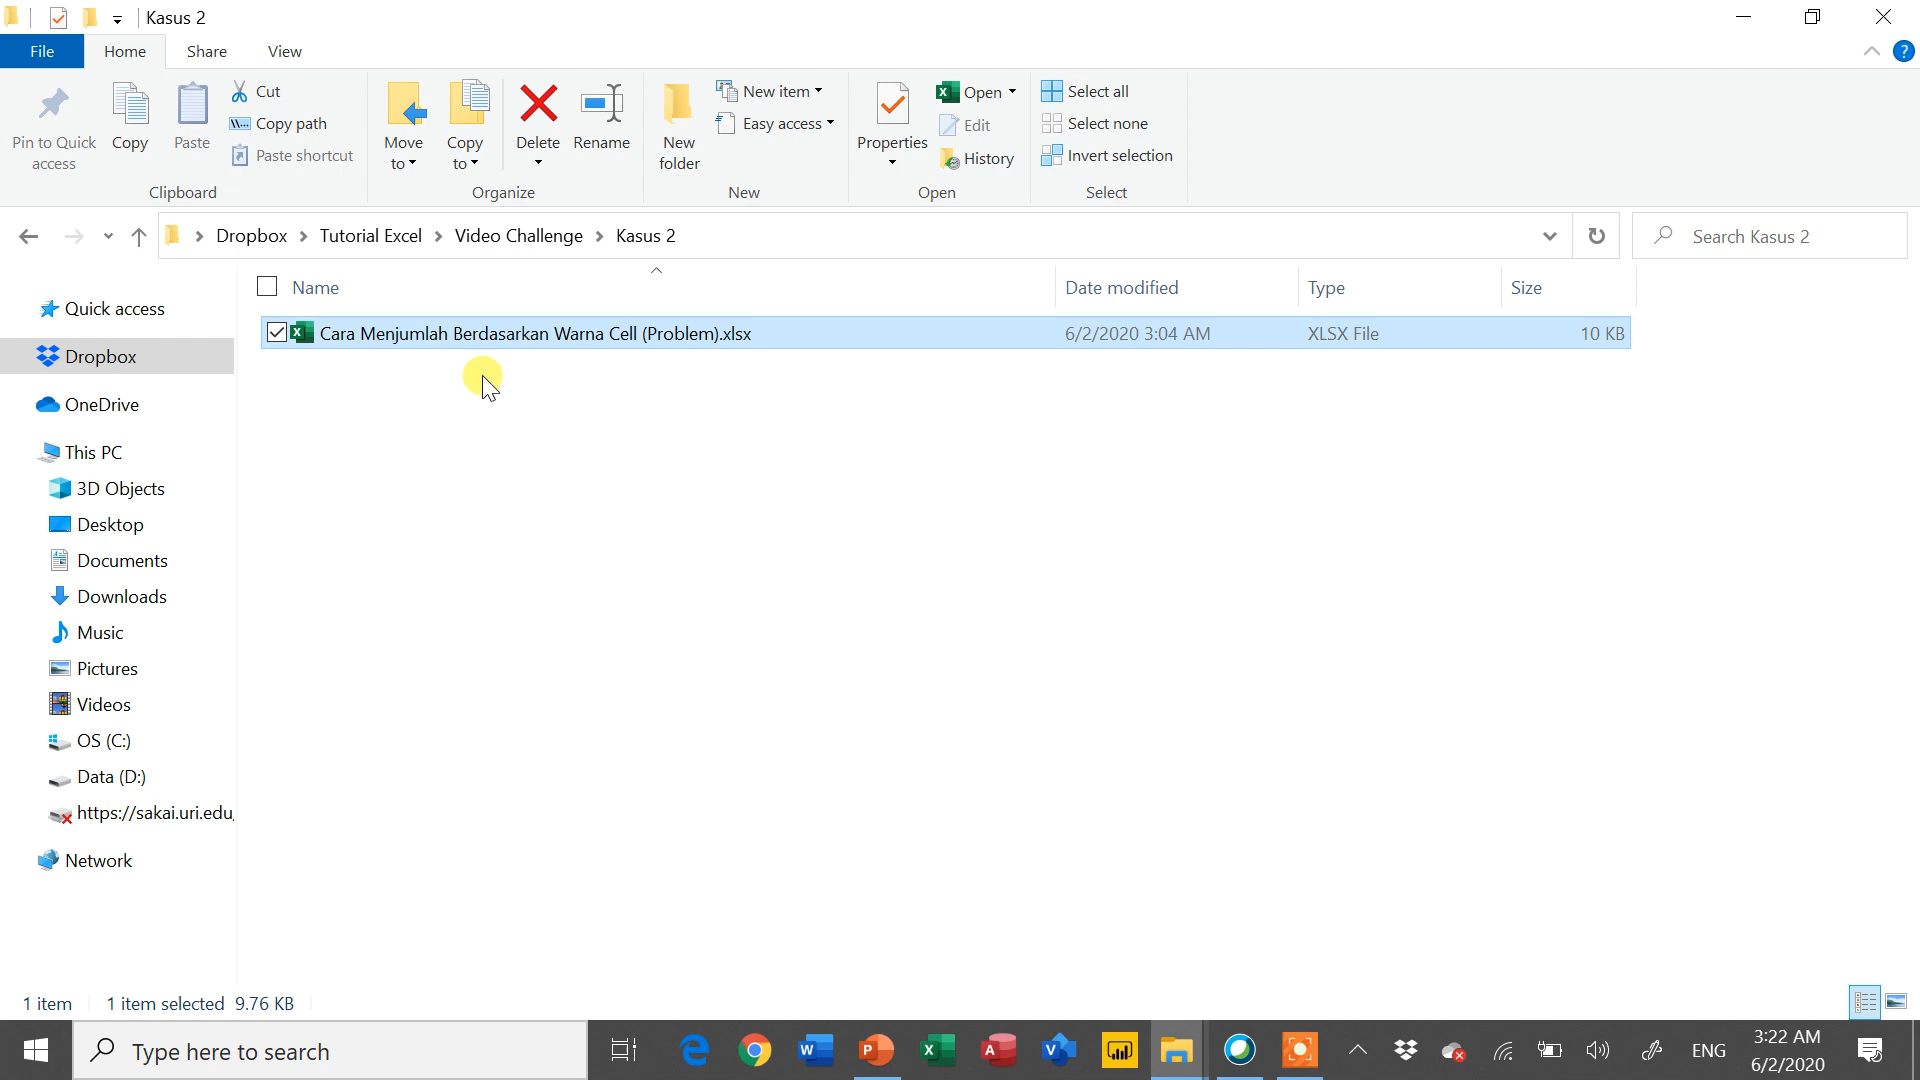 Kasus 2
File Home Share View
Pin to Quick access
Copy
Paste
Cut
Copy path
Paste shortcut
Clipboard
Move to
Copy to
Delete
Rename
Organize
New folder
New item
Easy access
New
Properties
Open
Edit
History
Open
Select all
Select none
Invert selection
Select
Dropbox Tutorial Excel Video Challenge Kasus 2
Search Kasus 2
Name Date modified Type Size
Cara Menjumlah Berdasarkan Warna Cell (Problem).xlsx 6/2/2020 3:04 AM XLSX File 10 KB
Quick access
Dropbox
OneDrive
This PC
3D Objects
Desktop
Documents
Downloads
Music
Pictures
Videos
OS (C:)
Data (D:)
https://sakai.uri.edu,
Network
1 item 1 item selected 9.76 KB
Type here to search
ENG
3:22 AM
6/2/2020